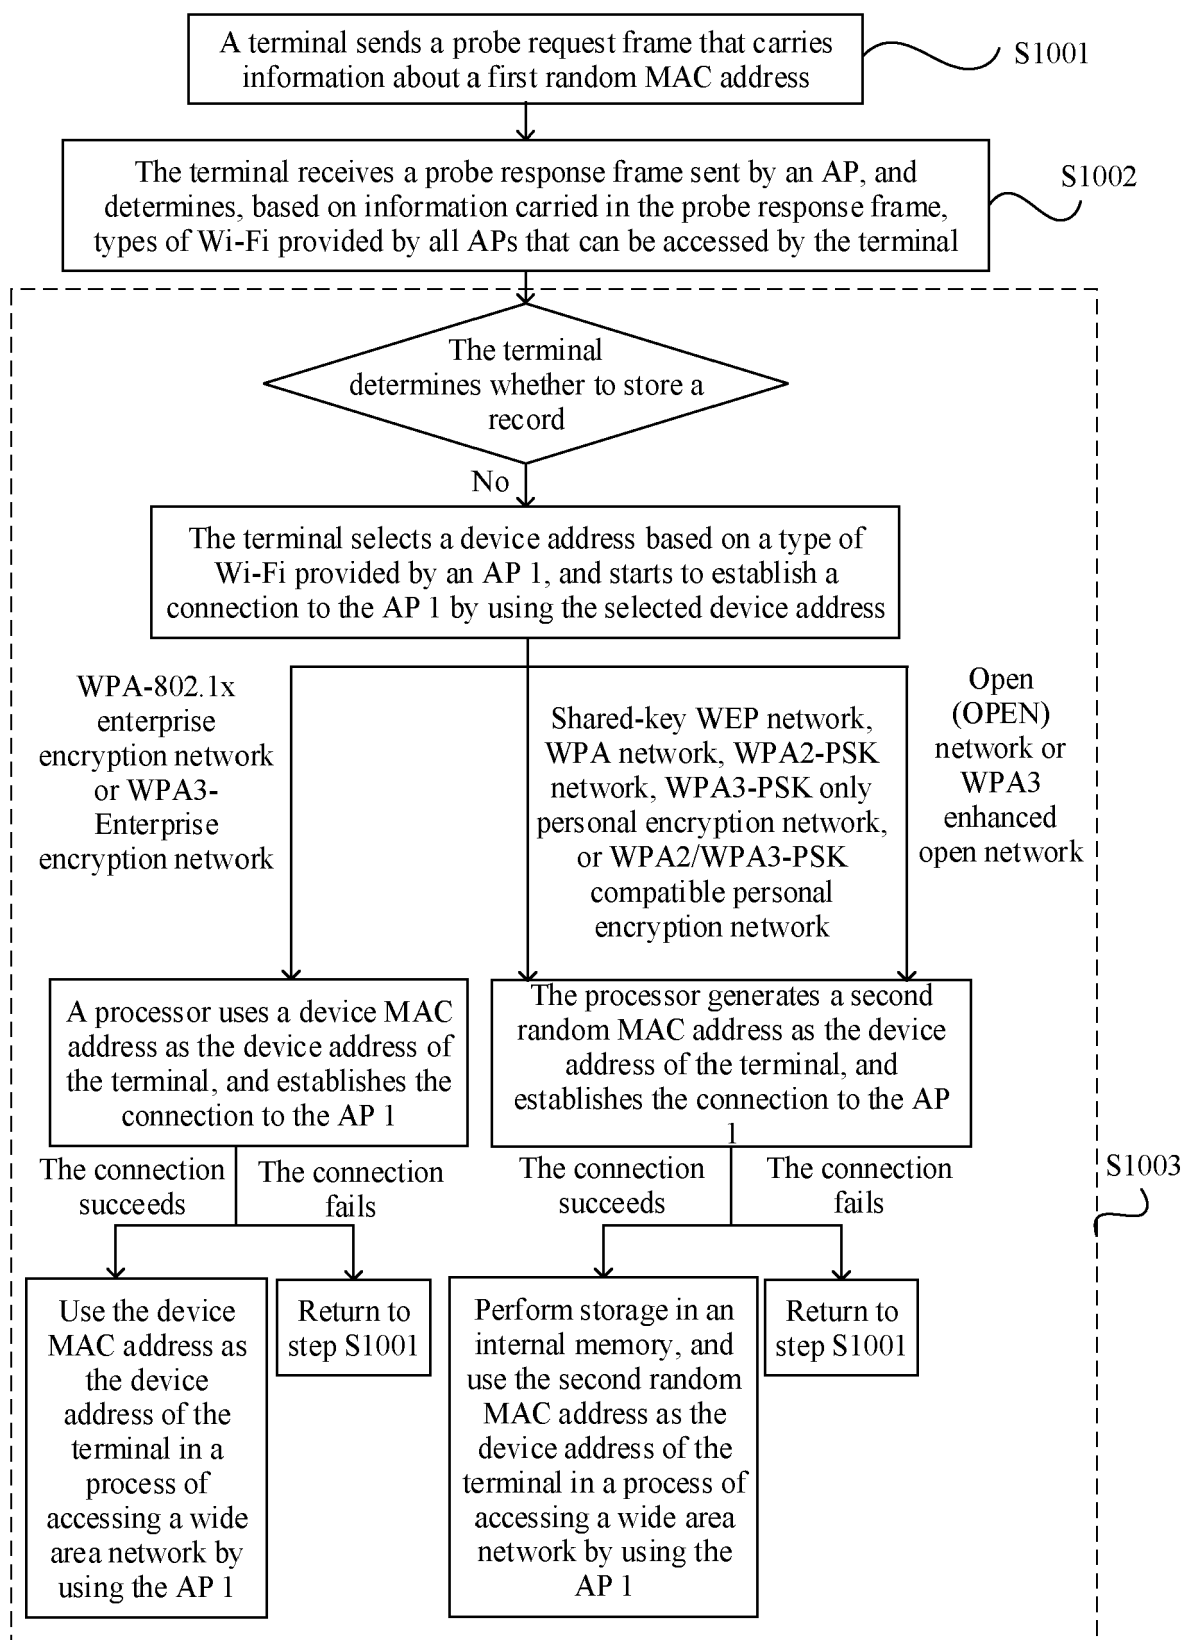 A terminal sends a probe request frame that carries
information about a first random MAC address
S1001
The terminal receives a probe response frame sent by an AP, and
determines, based on information carried in the probe response frame,
types of Wi-Fi provided by all APs that can be accessed by the terminal
S1002
The terminal
determines whether to store a
record
No
The terminal selects a device address based on a type of
Wi-Fi provided by an AP 1, and starts to establish a
connection to the AP 1 by using the selected device address
WPA-802.1x
enterprise
encryption network
or WPA3-
Enterprise
encryption network
Shared-key WEP network,
WPA network, WPA2-PSK
network, WPA3-PSK only
personal encryption network,
or WPA2/WPA3-PSK
compatible personal
encryption network
Open
(OPEN)
network or
WPA3
enhanced
open network
A processor uses a device MAC
address as the device address of
the terminal, and establishes the
connection to the AP 1
The processor generates a second
random MAC address as the device
address of the terminal, and
establishes the connection to the AP
1
The connection
succeeds
The connection
fails
The connection
succeeds
The connection
fails
S1003
Use the device
MAC address as
the device
address of the
terminal in a
process of
accessing a wide
area network by
using the AP 1
Return to
step S1001
Perform storage in an
internal memory, and
use the second random
MAC address as the
device address of the
terminal in a process of
accessing a wide area
network by using the
AP 1
Return to
step S1001